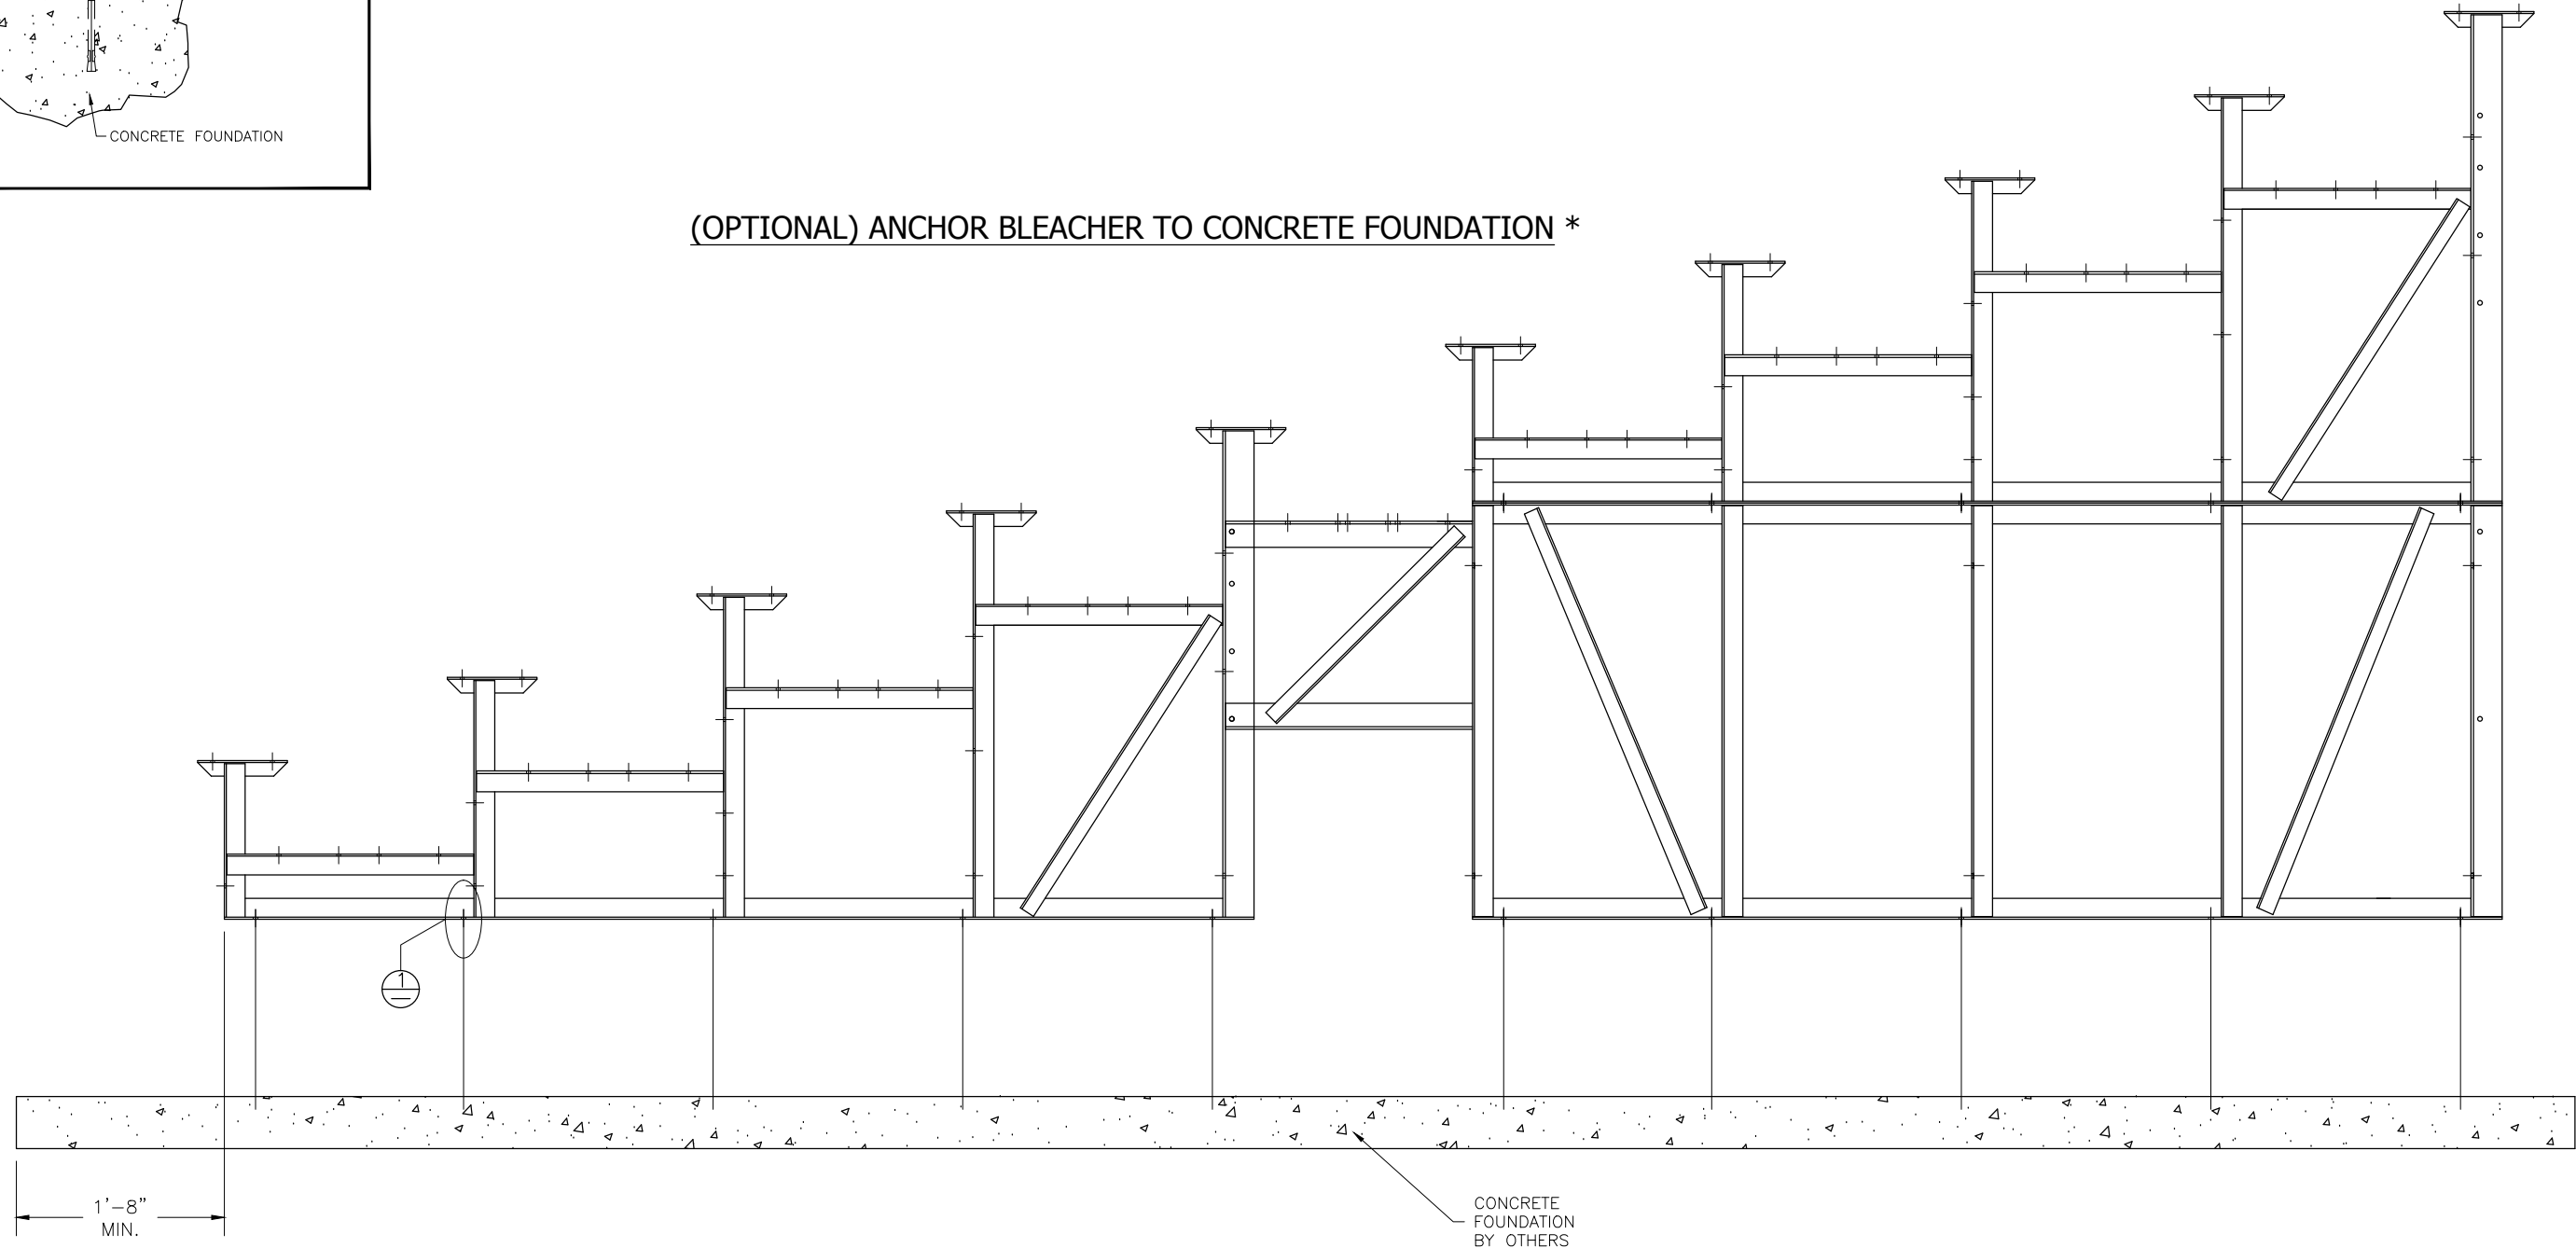 CONCRETE FOUNDATION
(OPTIONAL) ANCHOR BLEACHER TO CONCRETE FOUNDATION *
1
1'-8"
MIN.
CONCRETE
FOUNDATION
BY OTHERS